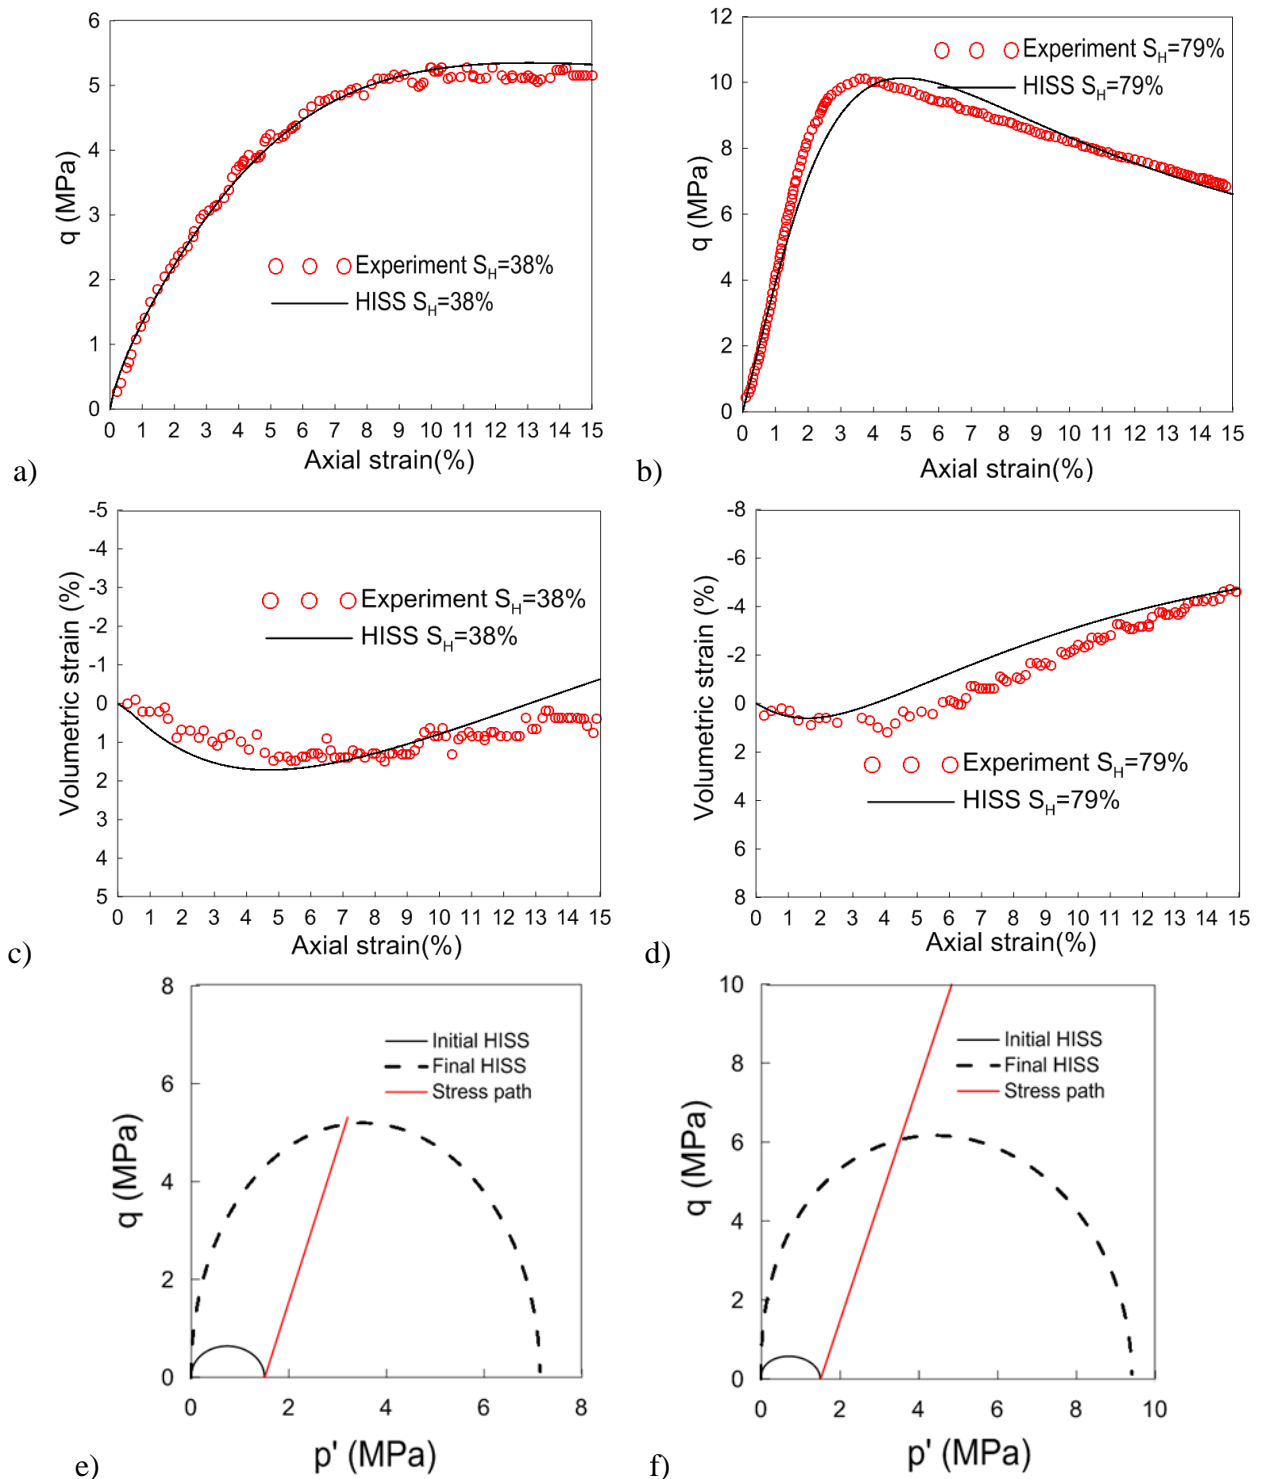 6
5
4
3
2
1
0
q (MPa)
Experiment S_H=38%
HISS S_H=38%
0 1 2 3 4 5 6 7 8 9 10 11 12 13 14 15
Axial strain(%)
a)
12
10
8
6
4
2
0
q (MPa)
Experiment S_H=79%
HISS S_H=79%
0 1 2 3 4 5 6 7 8 9 10 11 12 13 14 15
Axial strain(%)
b)
-5
-4
-3
-2
-1
0
1
2
3
4
5
Volumetric strain (%)
Experiment S_H=38%
HISS S_H=38%
0 1 2 3 4 5 6 7 8 9 10 11 12 13 14 15
Axial strain(%)
c)
-8
-6
-4
-2
0
2
4
6
8
Volumetric strain (%)
Experiment S_H=79%
HISS S_H=79%
0 1 2 3 4 5 6 7 8 9 10 11 12 13 14 15
Axial strain(%)
d)
8
6
4
2
0
q (MPa)
Initial HISS
Final HISS
Stress path
0 2 4 6 8
p' (MPa)
e)
10
8
6
4
2
0
q (MPa)
Initial HISS
Final HISS
Stress path
0 2 4 6 8 10
p' (MPa)
f)